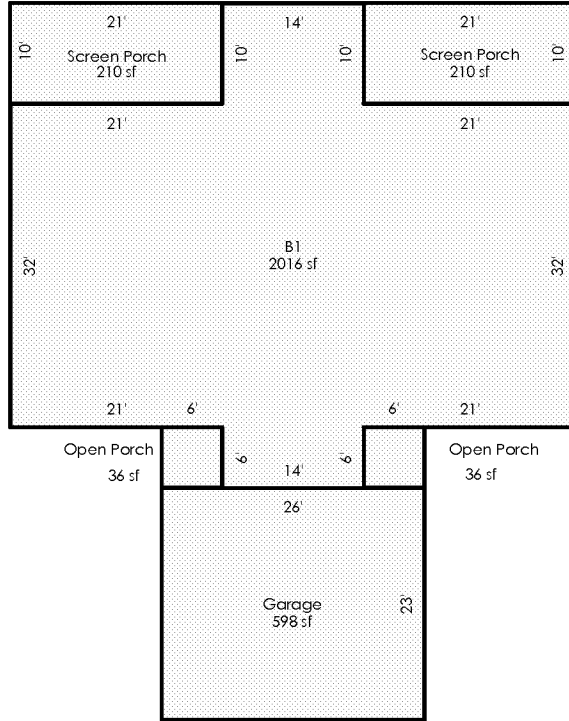 21'
14'
21'
10'
Screen Porch
210 sf
10'
10'
Screen Porch
210 sf
10'
21'
21'
32'
B1
2016 sf
32'
21'
6'
6'
21'
Open Porch
36 sf
6'
14'
6'
Open Porch
36 sf
26'
Garage
598 sf
23'